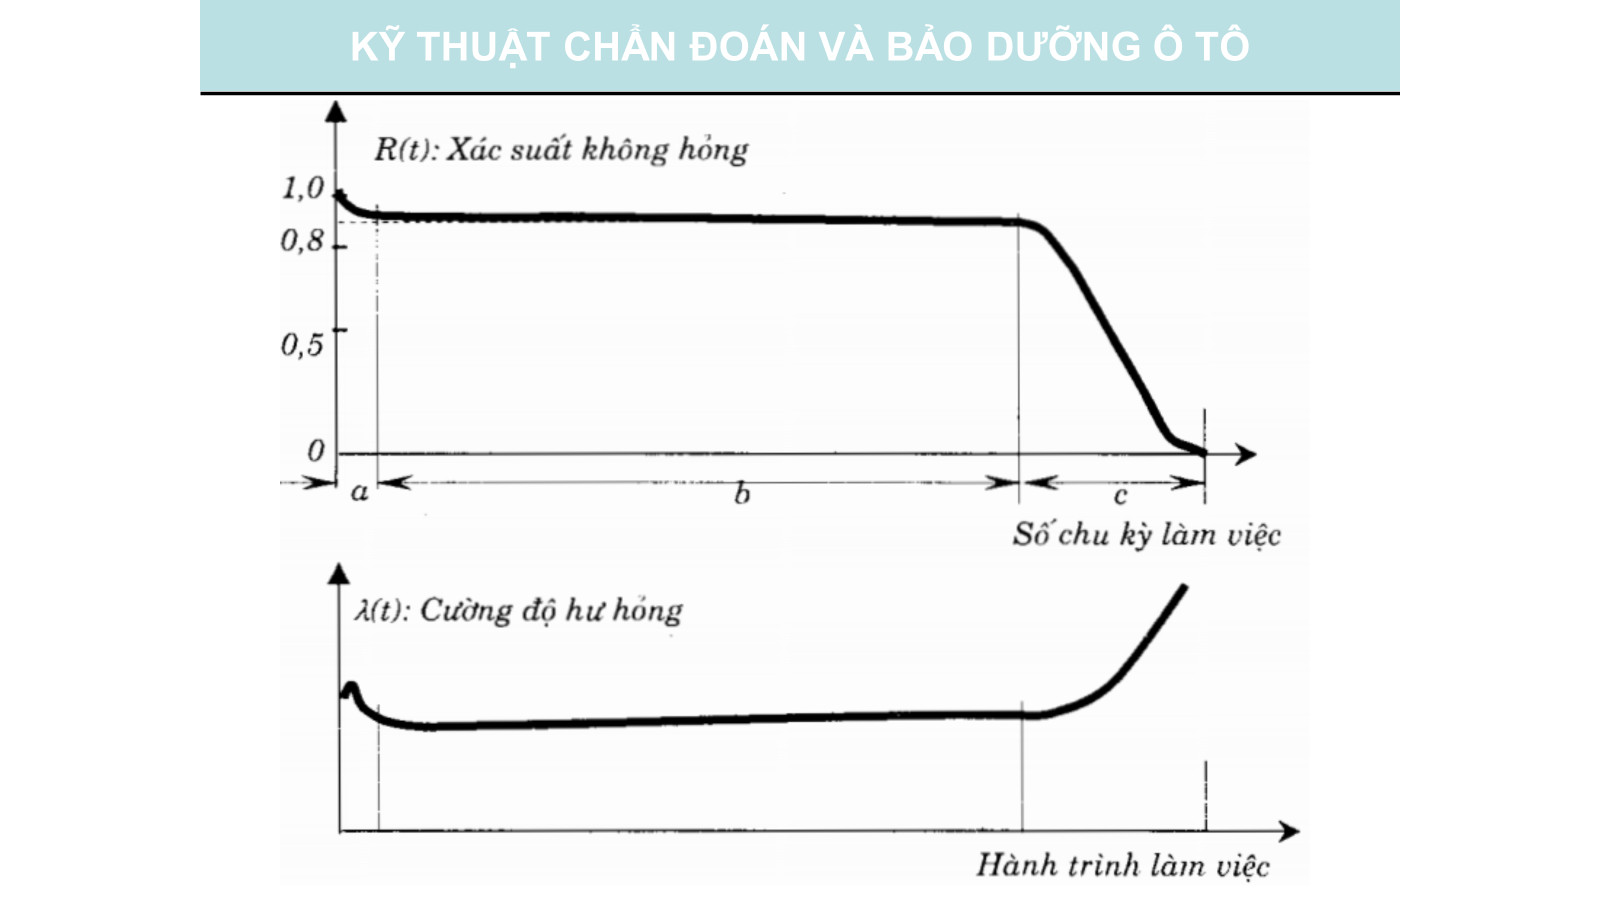 KỸ THUẬT CHẨN ĐOÁN VÀ BẢO DƯỠNG Ô TÔ
R(t): Xác suất không hỏng
1,0
0,8
0,5
0
a b c
Số chu kỳ làm việc
λ(t): Cường độ hư hỏng
Hành trình làm việc